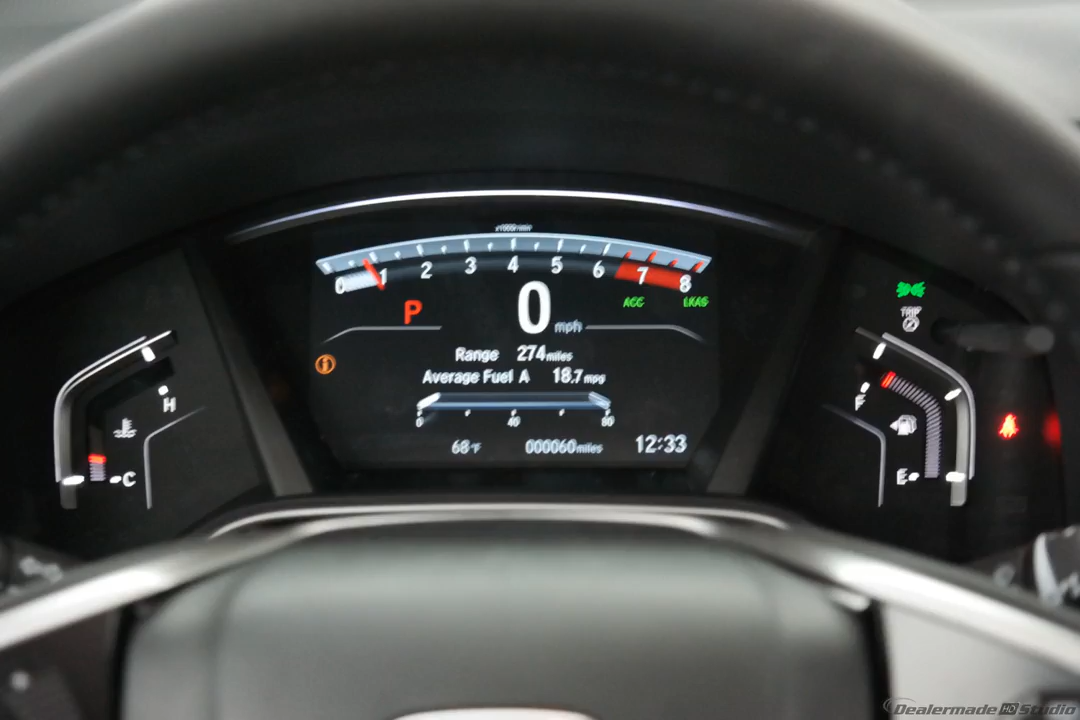 x1000r/min
0 1 2 3 4 5 6 7 8
P
0 mph
ACC LKAS
TRIP
Range 274 miles
Average Fuel A 18.7 mpg
0 40 80
68°F 000060 miles 12:33
H
C
F
E
Dealermade HD Studio